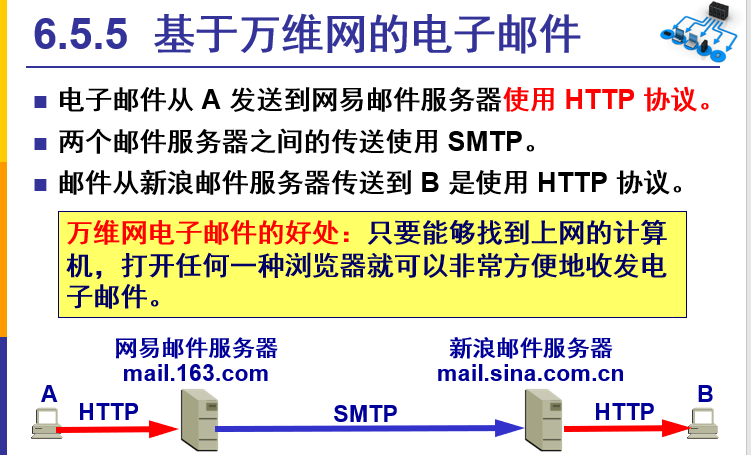 6.5.5 基于万维网的电子邮件
电子邮件从 A 发送到网易邮件服务器使用 HTTP 协议。
两个邮件服务器之间的传送使用 SMTP。
邮件从新浪邮件服务器传送到 B 是使用 HTTP 协议。
万维网电子邮件的好处：只要能够找到上网的计算
机，打开任何一种浏览器就可以非常方便地收发电
子邮件。
网易邮件服务器
mail.163.com
新浪邮件服务器
mail.sina.com.cn
A
HTTP
SMTP
HTTP
B